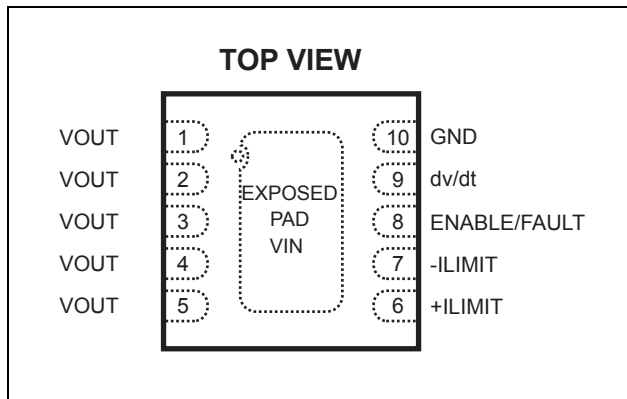 TOP VIEW
VOUT 1 10 GND
VOUT 2 9 dv/dt
EXPOSED
VOUT 3 PAD 8 ENABLE/FAULT
VIN
VOUT 4 7 -ILIMIT
VOUT 5 6 +ILIMIT